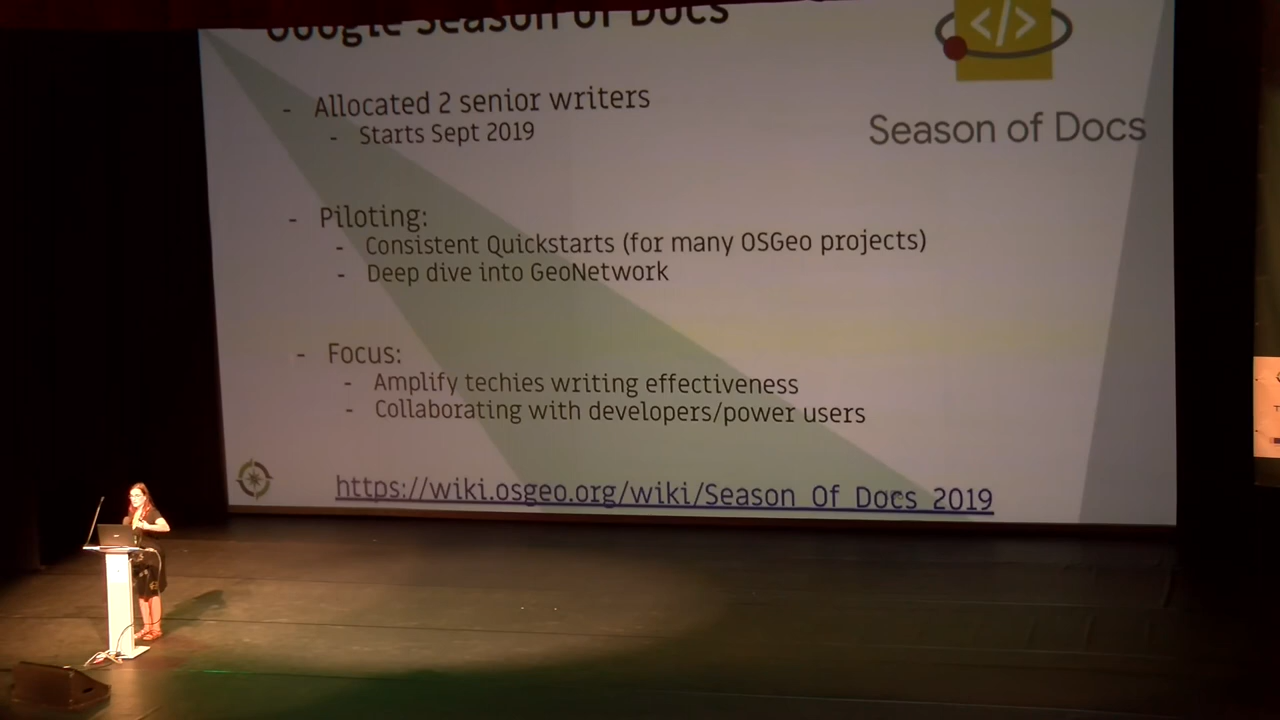 Google Season of Docs
</>
Season of Docs
- Allocated 2 senior writers
- Starts Sept 2019
- Piloting:
- Consistent Quickstarts (for many OSGeo projects)
- Deep dive into GeoNetwork
- Focus:
- Amplify techies writing effectiveness
- Collaborating with developers/power users
https://wiki.osgeo.org/wiki/Season_Of_Docs_2019